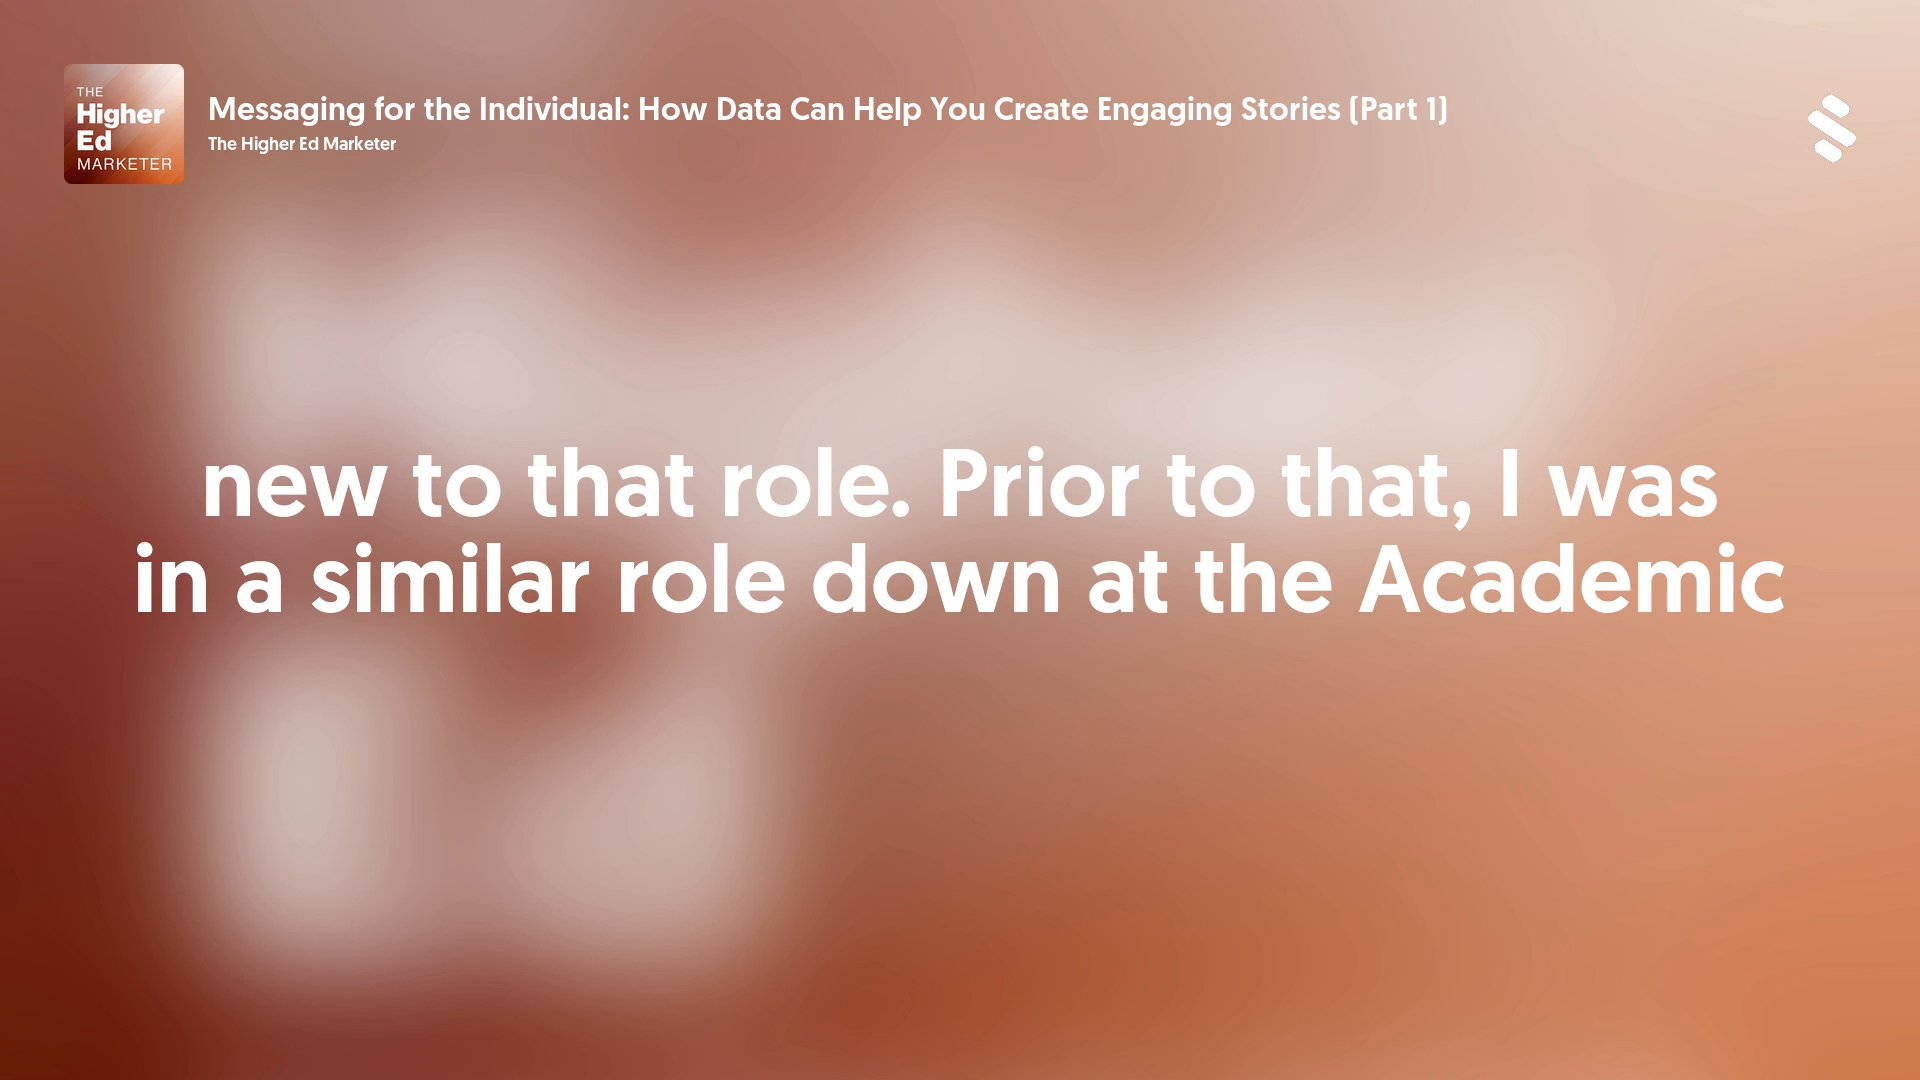 THE
Higher
Ed
MARKETER
Messaging for the Individual: How Data Can Help You Create Engaging Stories (Part 1)
The Higher Ed Marketer
new to that role. Prior to that, I was
in a similar role down at the Academic